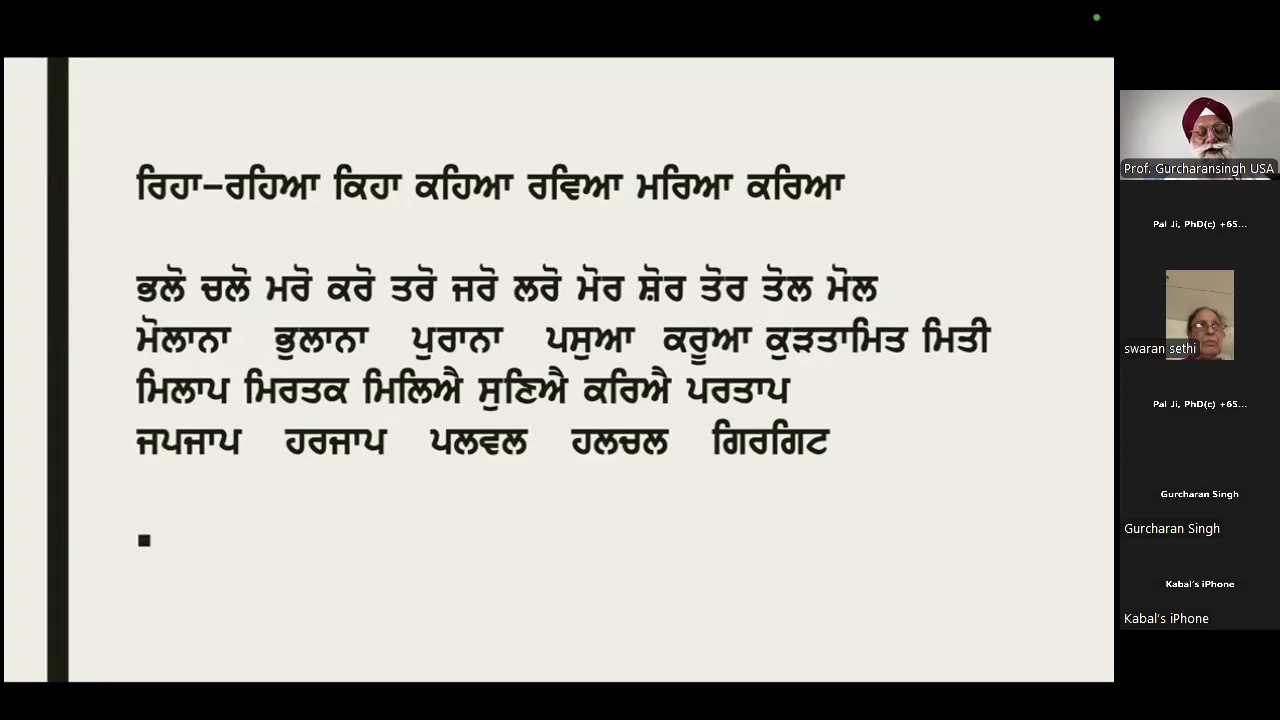 ਰਿਹਾ–ਰਹਿਆ ਕਿਹਾ ਕਹਿਆ ਰਵਿਆ ਮਰਿਆ ਕਰਿਆ
ਭਲੋ ਚਲੋ ਮਰੋ ਕਰੋ ਤਰੋ ਜਰੋ ਲਰੋ ਮੋਰ ਸ਼ੋਰ ਤੋਰ ਤੋਲ ਮੋਲ
ਮੋਲਾਨਾ ਭੁਲਾਨਾ ਪੁਰਾਨਾ ਪਸੁਆ ਕਰੂਆ ਕੁੜਤਾਮਿਤ ਮਿਤੀ
ਮਿਲਾਪ ਮਿਰਤਕ ਮਿਲਿਐ ਸੁਣਿਐ ਕਰਿਐ ਪਰਤਾਪ
ਜਪਜਾਪ ਹਰਜਾਪ ਪਲਵਲ ਹਲਚਲ ਗਿਰਗਿਟ
Prof. Gurcharansingh USA
Pal Ji, PhD(c) +65...
swaran sethi
Pal Ji, PhD(c) +65...
Gurcharan Singh
Gurcharan Singh
Kabal's iPhone
Kabal's iPhone